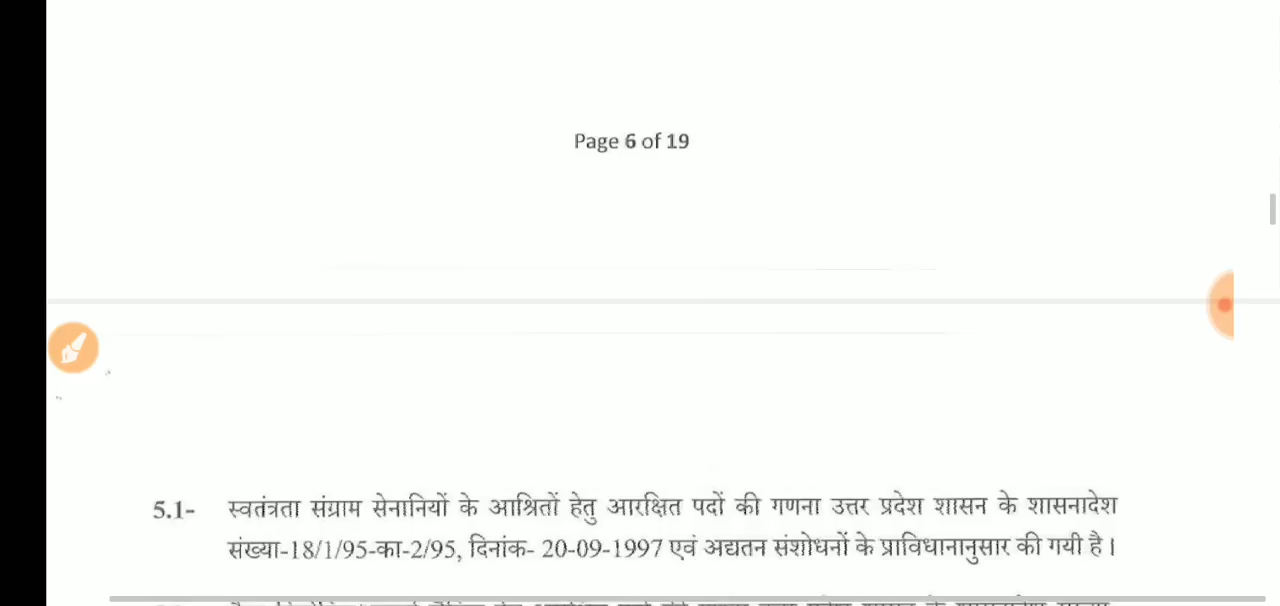 Page 6 of 19
5.1- स्वतंत्रता संग्राम सेनानियों के आश्रितों हेतु आरक्षित पदों की गणना उत्तर प्रदेश शासन के शासनादेश
संख्या-18/1/95-का-2/95, दिनांक- 20-09-1997 एवं अद्यतन संशोधनों के प्राविधानानुसार की गयी है।